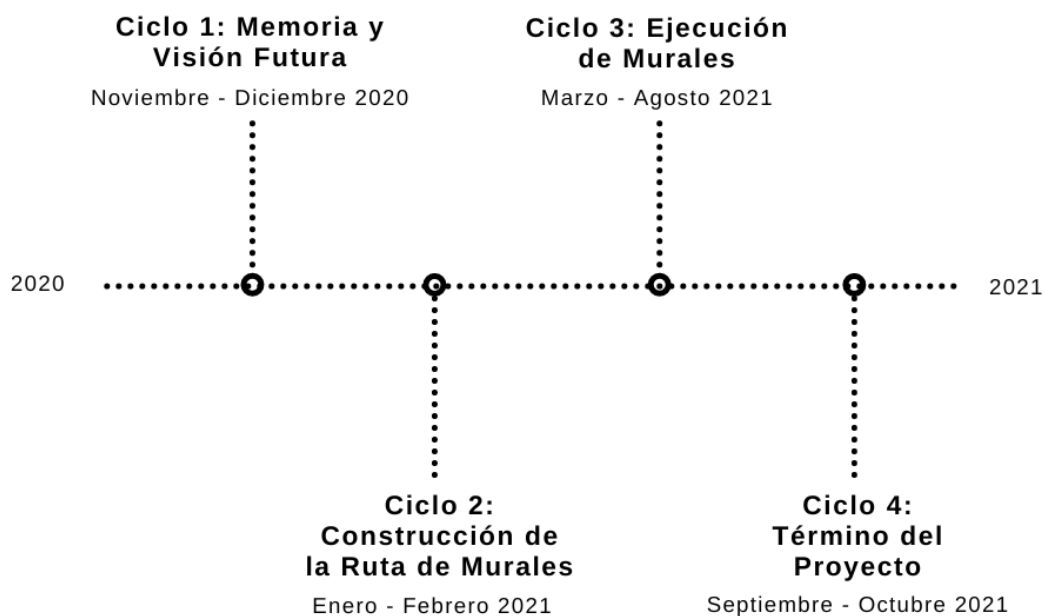 Ciclo 1: Memoria y
Visión Futura
Noviembre - Diciembre 2020
Ciclo 3: Ejecución
de Murales
Marzo - Agosto 2021
2020
2021
Ciclo 2:
Construcción de
la Ruta de Murales
Enero - Febrero 2021
Ciclo 4:
Término del
Proyecto
Septiembre - Octubre 2021